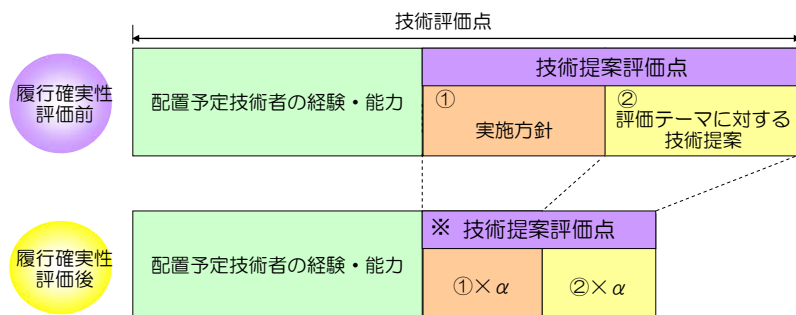 技術評価点
履行確実性
評価前
配置予定技術者の経験・能力
技術提案評価点
①
実施方針
②
評価テーマに対する
技術提案
履行確実性
評価後
配置予定技術者の経験・能力
※ 技術提案評価点
①×α
②×α